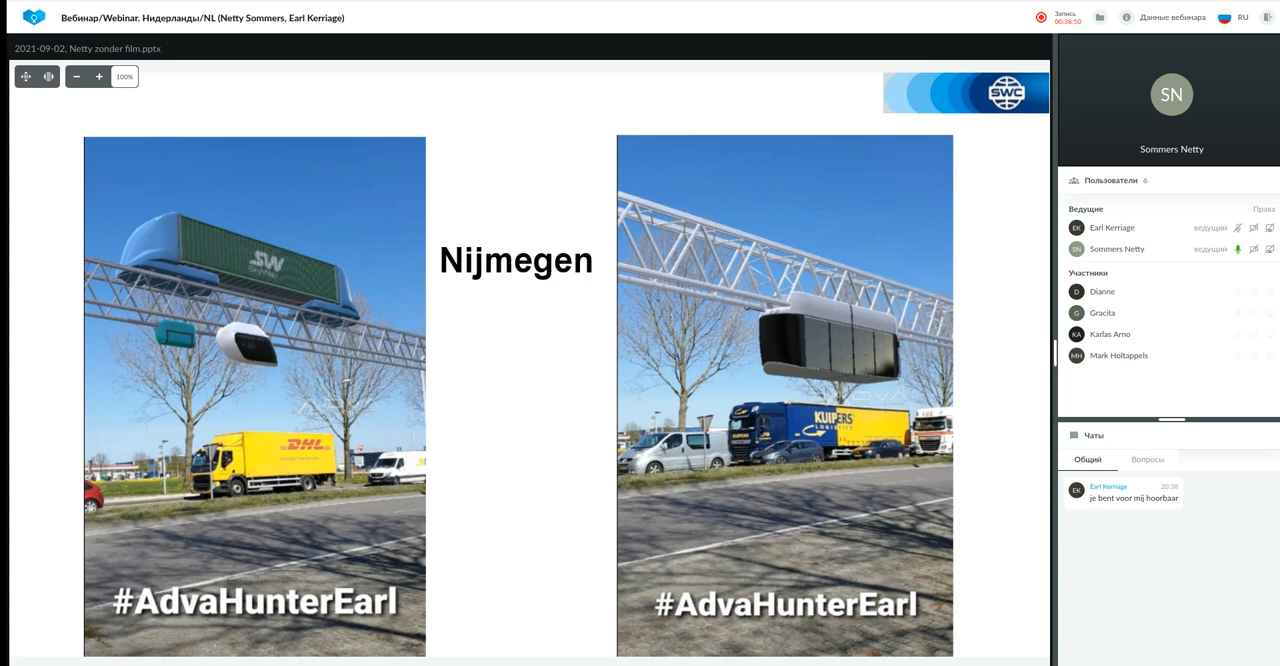 Вебинар/Webinar. Нидерланды/NL (Netty Sommers, Earl Kerriage)
Запись
00:38:50
Данные вебинара
RU
2021-09-02, Netty zonder film.pptx
100%
SWC
SN
Sommers Netty
Пользователи 6
Ведущие Права
EK Earl Kerriage ведущий
SN Sommers Netty ведущий
Участники
D Dianne
G Gracita
KA Karlas Arno
MH Mark Holtappels
Чаты
Общий Вопросы
EK Earl Kerriage 20:38
je bent voor mij hoorbaar
Nijmegen
SW
DHL
#AdvaHunterEarl
KUIPERS
KUIPERS
LOGISTICS
#AdvaHunterEarl